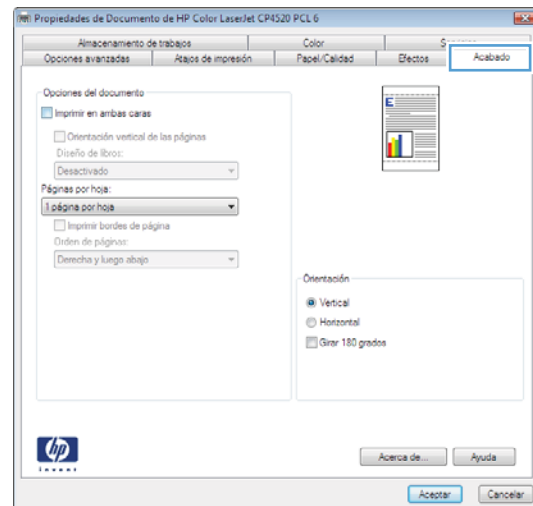 Propiedades de Documento de HP Color LaserJet CP4520 PCL 6
Almacenamiento de trabajos
Color
Opciones avanzadas
Atajos de impresión
Papel/Calidad
Efectos
Acabado
Opciones del documento
Imprimir en ambas caras
Orientación vertical de las páginas
Diseño de libros:
Desactivado
Páginas por hoja:
1 página por hoja
Imprimir bordes de página
Orden de páginas:
Derecha y luego abajo
E
Orientación
Vertical
Horizontal
Girar 180 grados
hp
invent
Acerca de...
Ayuda
Aceptar
Cancelar